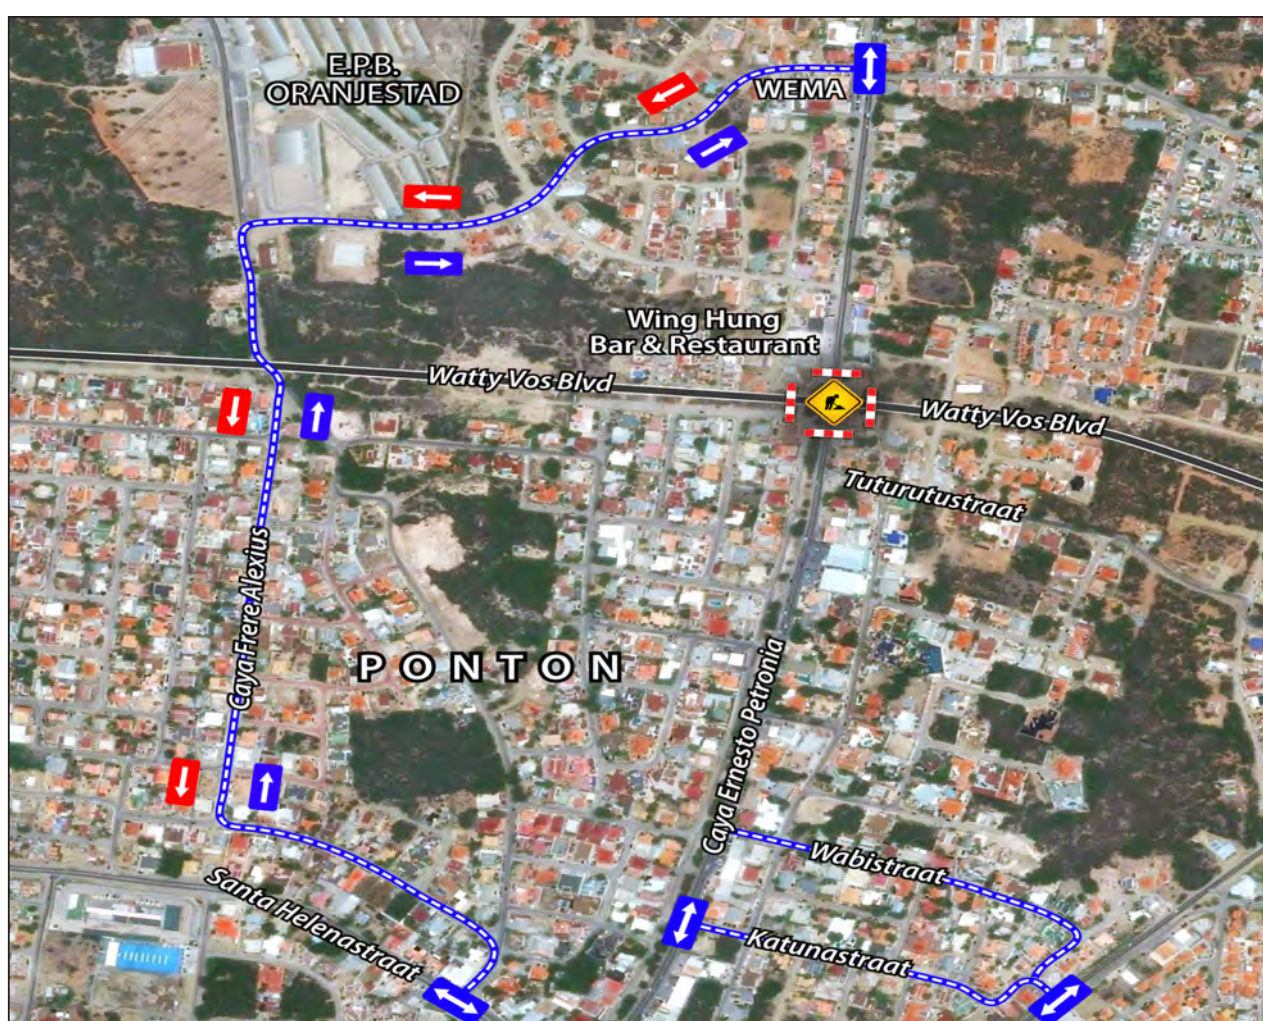 E.P.B.
ORANJESTAD
WEMA
Wing Hung
Bar & Restaurant
Watty Vos Blvd
Watty Vos Blvd
Tuturutustraat
Caya Frere Alexius
PONTON
Caya Ernesto Petronia
Wabistraat
Santa Helenastraat
Katunastraat